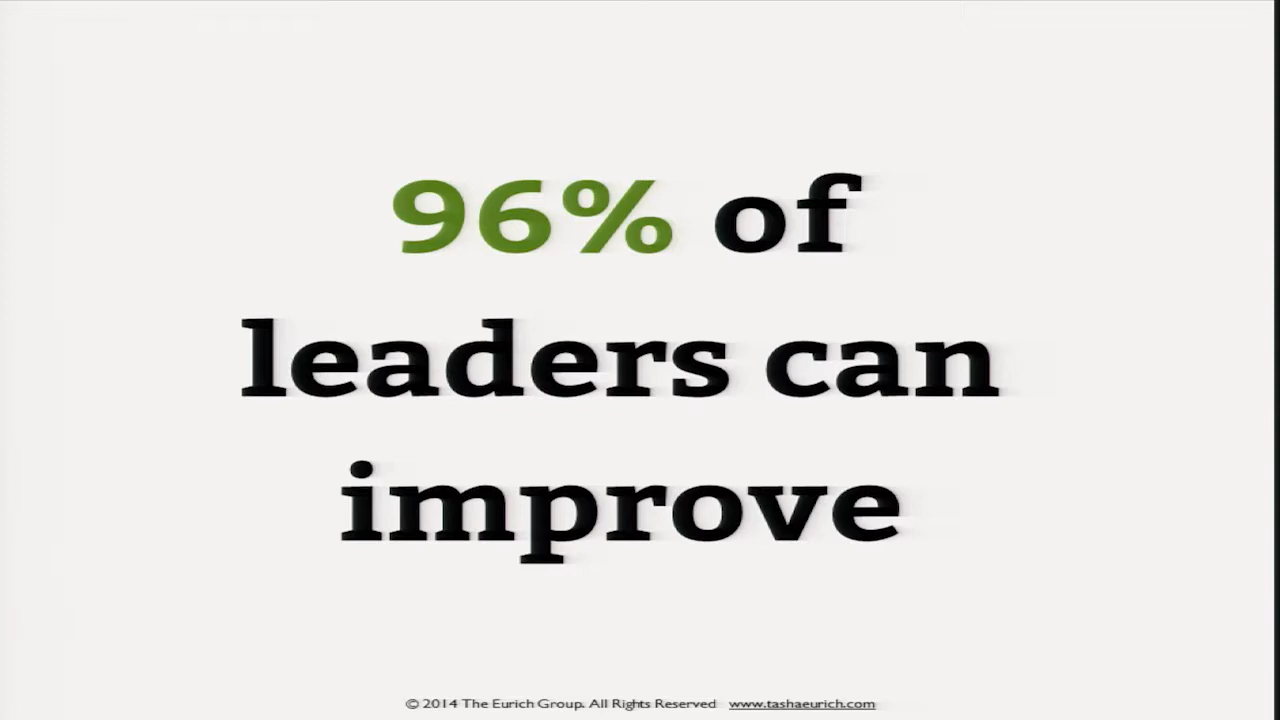 96% of
leaders can
improve
© 2014 The Eurich Group. All Rights Reserved www.tashaeurich.com